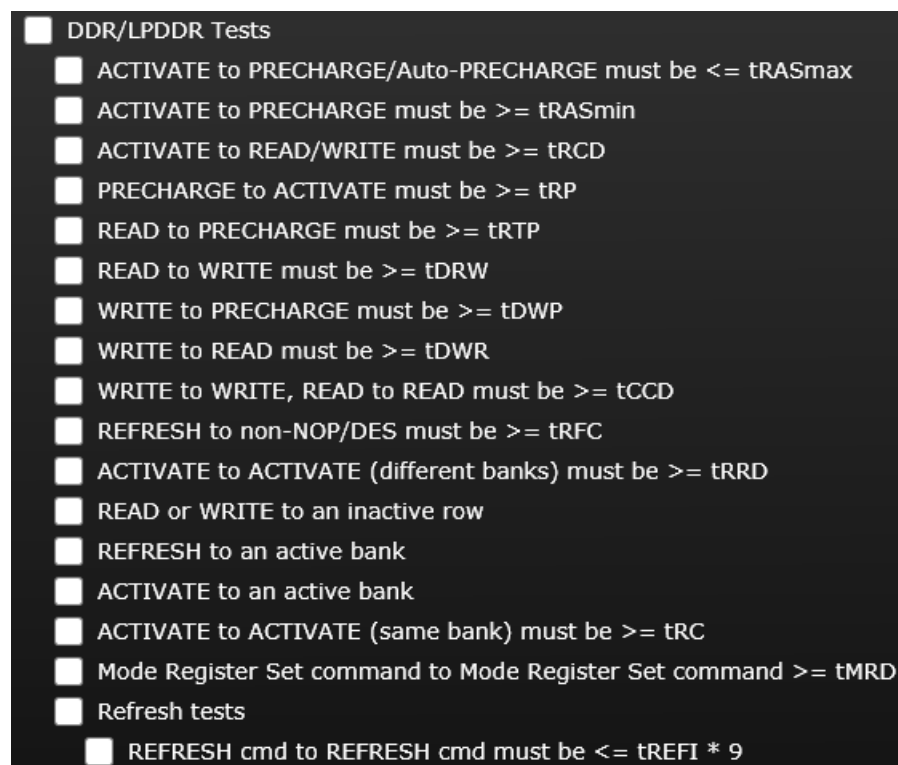 DDR/LPDDR Tests
ACTIVATE to PRECHARGE/Auto-PRECHARGE must be <= tRASmax
ACTIVATE to PRECHARGE must be >= tRASmin
ACTIVATE to READ/WRITE must be >= tRCD
PRECHARGE to ACTIVATE must be >= tRP
READ to PRECHARGE must be >= tRTP
READ to WRITE must be >= tDRW
WRITE to PRECHARGE must be >= tDWP
WRITE to READ must be >= tDWR
WRITE to WRITE, READ to READ must be >= tCCD
REFRESH to non-NOP/DES must be >= tRFC
ACTIVATE to ACTIVATE (different banks) must be >= tRRD
READ or WRITE to an inactive row
REFRESH to an active bank
ACTIVATE to an active bank
ACTIVATE to ACTIVATE (same bank) must be >= tRC
Mode Register Set command to Mode Register Set command >= tMRD
Refresh tests
REFRESH cmd to REFRESH cmd must be <= tREFI * 9